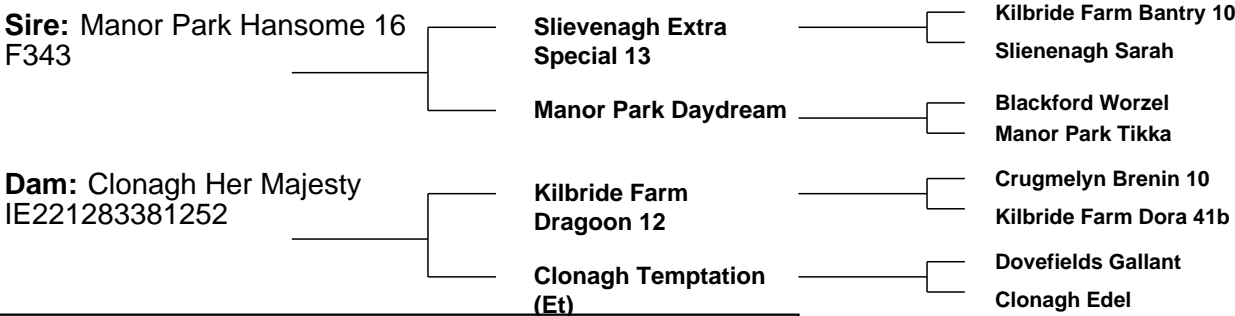 Sire: Manor Park Hansome 16
F343
Slievenagh Extra
Special 13
Kilbride Farm Bantry 10
Slienenagh Sarah
Manor Park Daydream
Blackford Worzel
Manor Park Tikka
Dam: Clonagh Her Majesty
IE221283381252
Kilbride Farm
Dragoon 12
Crugmelyn Brenin 10
Kilbride Farm Dora 41b
Clonagh Temptation
(Et)
Dovefields Gallant
Clonagh Edel